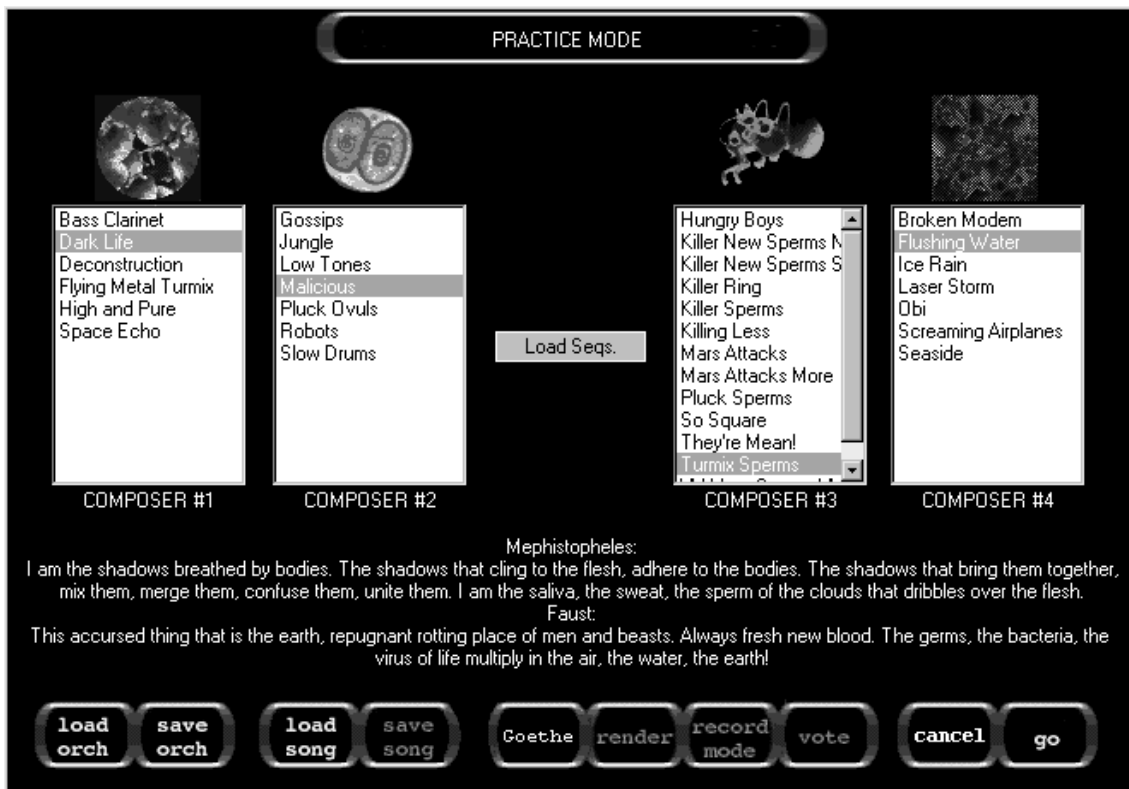 PRACTICE MODE
Bass Clarinet
Dark Life
Deconstruction
Flying Metal Turmix
High and Pure
Space Echo
COMPOSER #1
Gossips
Jungle
Low Tones
Malicious
Pluck Ovuls
Robots
Slow Drums
COMPOSER #2
Load Seqs.
Hungry Boys
Killer New Sperms N
Killer New Sperms S
Killer Ring
Killer Sperms
Killing Less
Mars Attacks
Mars Attacks More
Pluck Sperms
So Square
They're Mean!
Turmix Sperms
COMPOSER #3
Broken Modem
Flushing Water
Ice Rain
Laser Storm
Obi
Screaming Airplanes
Seaside
COMPOSER #4
Mephistopheles:
I am the shadows breathed by bodies. The shadows that cling to the flesh, adhere to the bodies. The shadows that bring them together,
mix them, merge them, confuse them, unite them. I am the saliva, the sweat, the sperm of the clouds that dribbles over the flesh.
Faust:
This accursed thing that is the earth, repugnant rotting place of men and beasts. Always fresh new blood. The germs, the bacteria, the
virus of life multiply in the air, the water, the earth!
load
orch
save
orch
load
song
save
song
Goethe
render
record
mode
vote
cancel
go